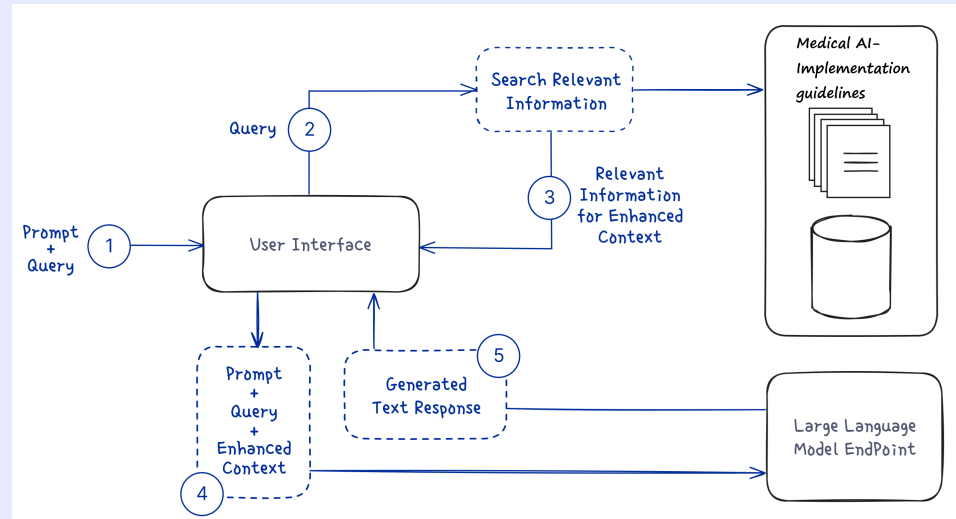 Medical AI-
Implementation
guidelines
Search Relevant
Information
Query
2
3
Relevant
Information
for Enhanced
Context
Prompt
+
Query
1
User Interface
5
Generated
Text Response
Prompt
+
Query
+
Enhanced
Context
4
Large Language
Model EndPoint